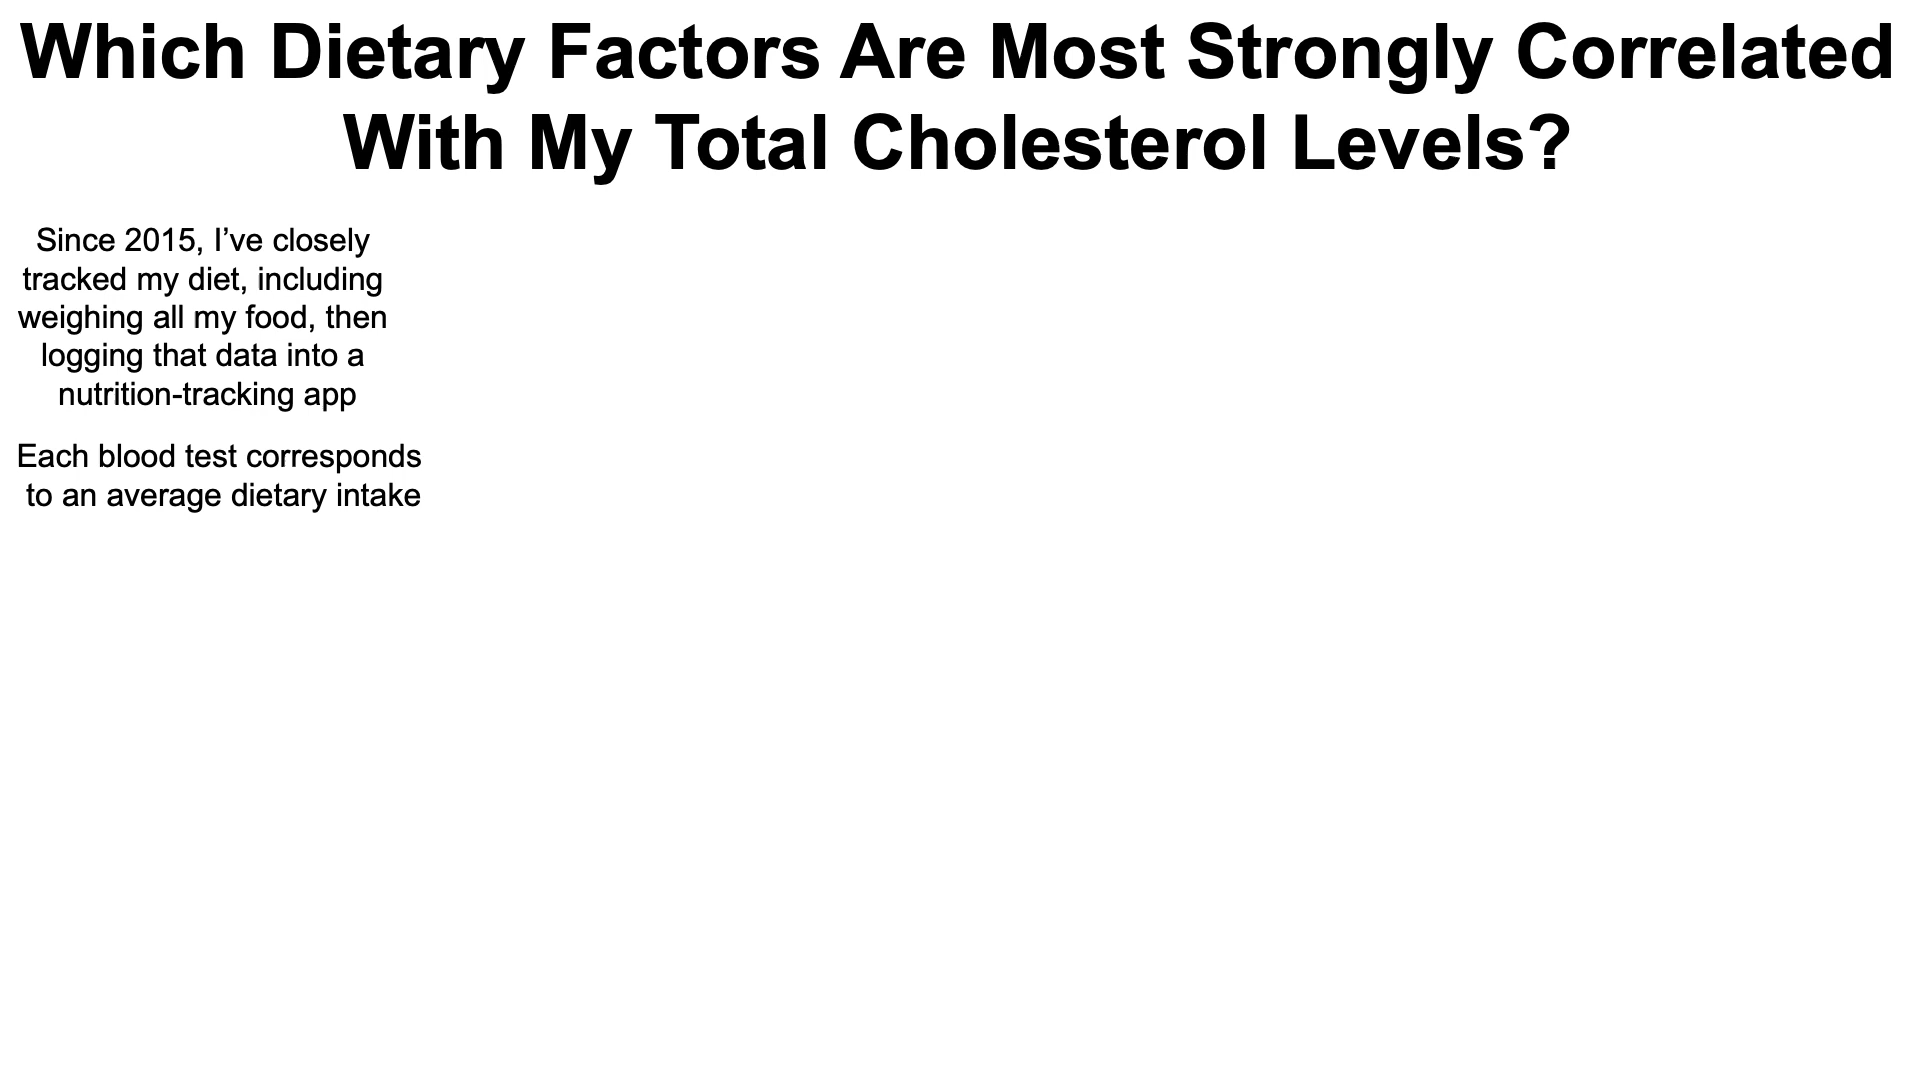 Which Dietary Factors Are Most Strongly Correlated
With My Total Cholesterol Levels?
Since 2015, I’ve closely
tracked my diet, including
weighing all my food, then
logging that data into a
nutrition-tracking app
Each blood test corresponds
to an average dietary intake